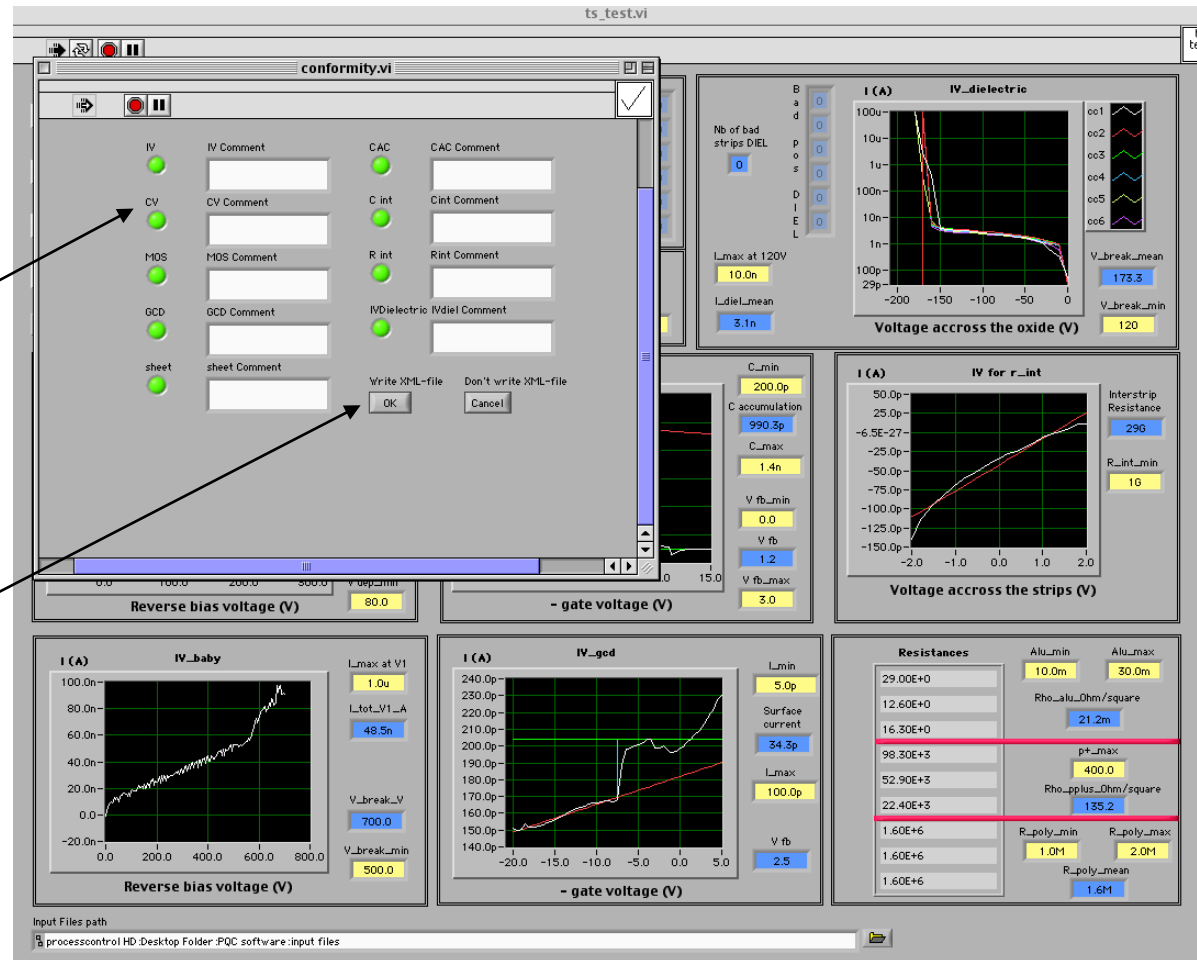 ts_test.vi
te
conformity.vi
IV
IV Comment
CAC
CAC Comment
CV
CV Comment
C int
Cint Comment
MOS
MOS Comment
R int
Rint Comment
GCD
GCD Comment
IVDielectric
IVdiel Comment
sheet
sheet Comment
Write XML-file
Don't write XML-file
OK
Cancel
Nb of bad
strips DIEL
0
Bad pos DIEL
0
0
0
0
0
0
I_max at 120V
10.0n
I_diel_mean
3.1n
I (A)
IV_dielectric
100u
10u
1u
100n
10n
1n
100p
29p
-200 -150 -100 -50 0
Voltage accross the oxide (V)
cc1
cc2
cc3
cc4
cc5
cc6
V_break_mean
173.3
V_break_min
120
0.0 100.0 200.0 300.0
Reverse bias voltage (V)
V dep_min
80.0
15.0
- gate voltage (V)
C_min
200.0p
C accumulation
990.3p
C_max
1.4n
V fb_min
0.0
V fb
1.2
V fb_max
3.0
I (A)
IV for r_int
50.0p
25.0p
-6.5E-27
-25.0p
-50.0p
-75.0p
-100.0p
-125.0p
-150.0p
-2.0 -1.0 0.0 1.0 2.0
Voltage accross the strips (V)
Interstrip
Resistance
29G
R_int_min
1G
I (A)
IV_baby
100.0n
80.0n
60.0n
40.0n
20.0n
0.0
-20.0n
0.0 200.0 400.0 600.0 800.0
Reverse bias voltage (V)
I_max at V1
1.0u
I_tot_V1_A
48.5n
V_break_V
700.0
V_break_min
500.0
I (A)
IV_gcd
240.0p
230.0p
220.0p
210.0p
200.0p
190.0p
180.0p
170.0p
160.0p
150.0p
140.0p
-20.0 -15.0 -10.0 -5.0 0.0 5.0
- gate voltage (V)
I_min
5.0p
Surface
current
34.3p
I_max
100.0p
V fb
2.5
Resistances
29.00E+0
12.60E+0
16.30E+0
98.30E+3
52.90E+3
22.40E+3
1.60E+6
1.60E+6
1.60E+6
Alu_min
Alu_max
10.0m
30.0m
Rho_alu_Ohm/square
21.2m
p+_max
400.0
Rho_pplus_Ohm/square
135.2
R_poly_min
R_poly_max
1.0M
2.0M
R_poly_mean
1.6M
Input Files path
processcontrol HD:Desktop Folder:PQC software:input files